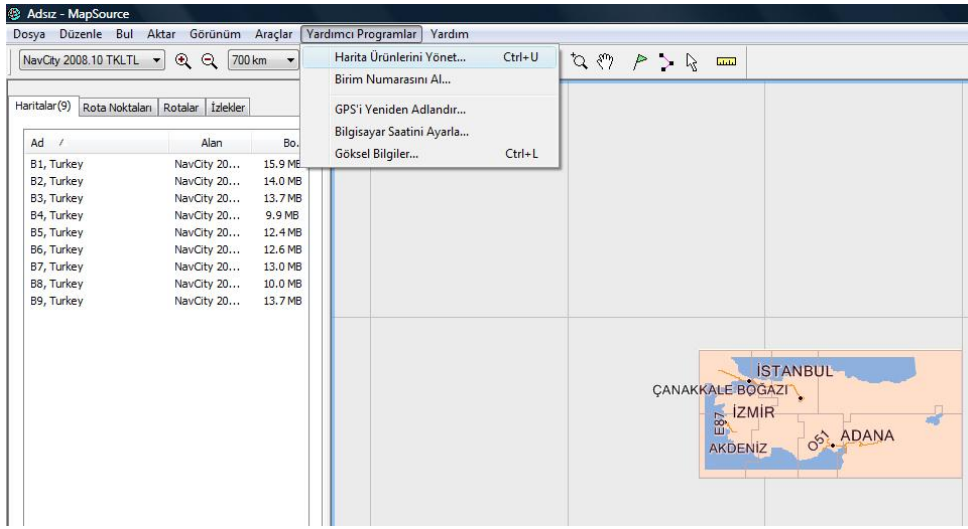 Adsız - MapSource
Dosya Düzenle Bul Aktar Görünüm Araçlar Yardımcı Programlar Yardım
NavCity 2008.10 TKLTL 700 km
Harita Ürünlerini Yönet... Ctrl+U
Birim Numarasını Al...
GPS'i Yeniden Adlandır...
Bilgisayar Saatini Ayarla...
Göksel Bilgiler... Ctrl+L
Haritalar(9) Rota Noktaları Rotalar İzlekler
Ad / Alan Bo.
B1, Turkey NavCity 20... 15.9 MB
B2, Turkey NavCity 20... 14.0 MB
B3, Turkey NavCity 20... 13.7 MB
B4, Turkey NavCity 20... 9.9 MB
B5, Turkey NavCity 20... 12.4 MB
B6, Turkey NavCity 20... 12.6 MB
B7, Turkey NavCity 20... 13.0 MB
B8, Turkey NavCity 20... 10.0 MB
B9, Turkey NavCity 20... 13.7 MB
İSTANBUL
ÇANAKKALE BOĞAZI
İZMİR
E87
O51 ADANA
AKDENİZ